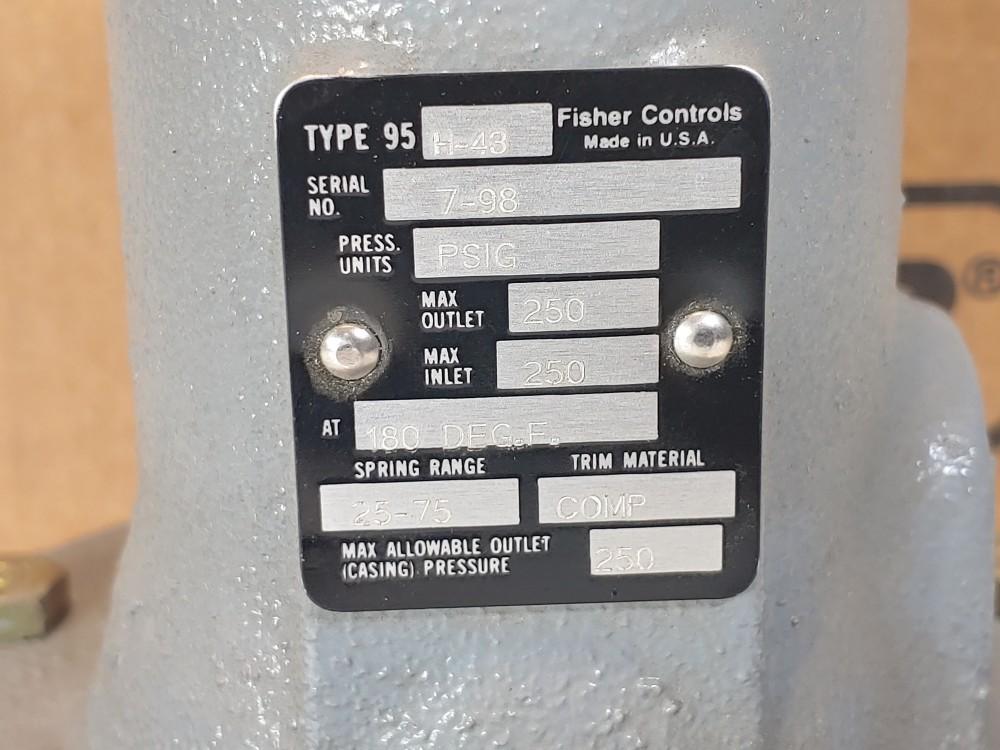 TYPE 95 H-43 Fisher Controls
Made in U.S.A.
SERIAL NO. 7-98
PRESS. UNITS PSIG
MAX OUTLET 250
MAX INLET 250
AT 180 DEG.F.
SPRING RANGE TRIM MATERIAL
25-75 COMP
MAX ALLOWABLE OUTLET
(CASING) PRESSURE 250
®